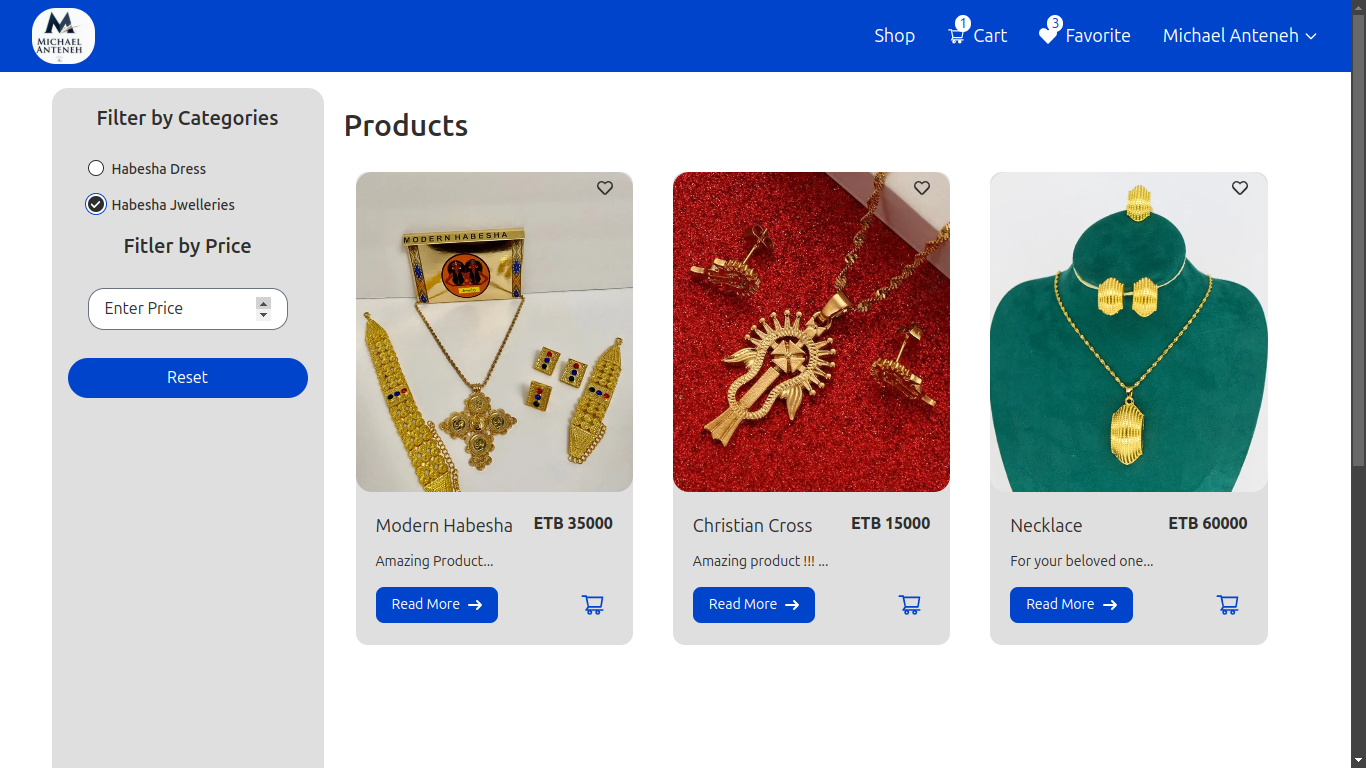 MICHAEL
ANTENEH
Shop
1
Cart
3
Favorite
Michael Anteneh
Filter by Categories
Habesha Dress
Habesha Jwelleries
Fitler by Price
Enter Price
Reset
Products
MODERN HABESHA
Modern Habesha
ETB 35000
Amazing Product...
Read More
Christian Cross
ETB 15000
Amazing product !!! ...
Read More
Necklace
ETB 60000
For your beloved one...
Read More